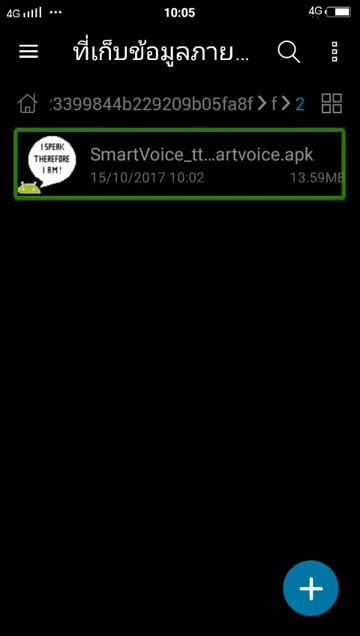 4G ... 10:05 4G
ที่เก็บข้อมูลภาย...
23399844b229209b05fa8f > f > 2
I SPEAK
THEREFORE
I AM!
SmartVoice_tt...artvoice.apk
15/10/2017 10:02 13.59MB